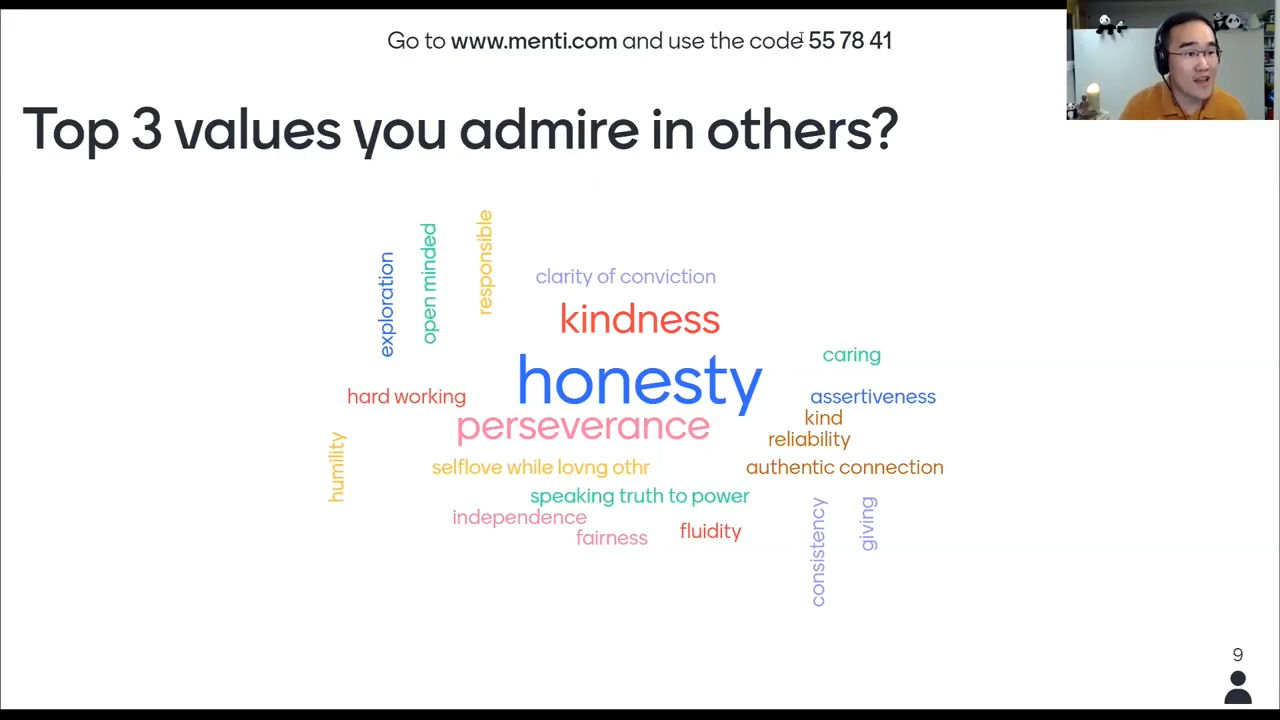 Go to www.menti.com and use the code 55 78 41
Top 3 values you admire in others?
exploration
open minded
responsible
clarity of conviction
kindness
caring
honesty
hard working
assertiveness
kind
perseverance
reliability
humility
selflove while lovng othr
authentic connection
speaking truth to power
independence
fluidity
fairness
consistency
giving
9